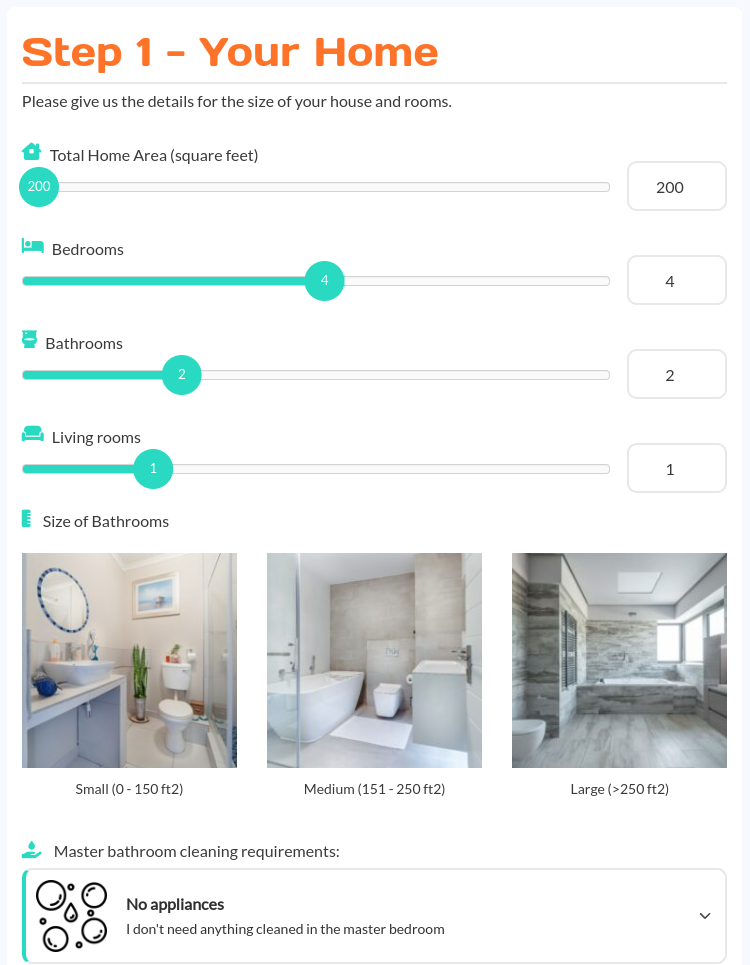 Step 1 - Your Home
Please give us the details for the size of your house and rooms.
Total Home Area (square feet)
200
200
Bedrooms
4
4
Bathrooms
2
2
Living rooms
1
1
Size of Bathrooms
Small (0 - 150 ft2)
Medium (151 - 250 ft2)
Large (>250 ft2)
Master bathroom cleaning requirements:
No appliances
I don't need anything cleaned in the master bedroom